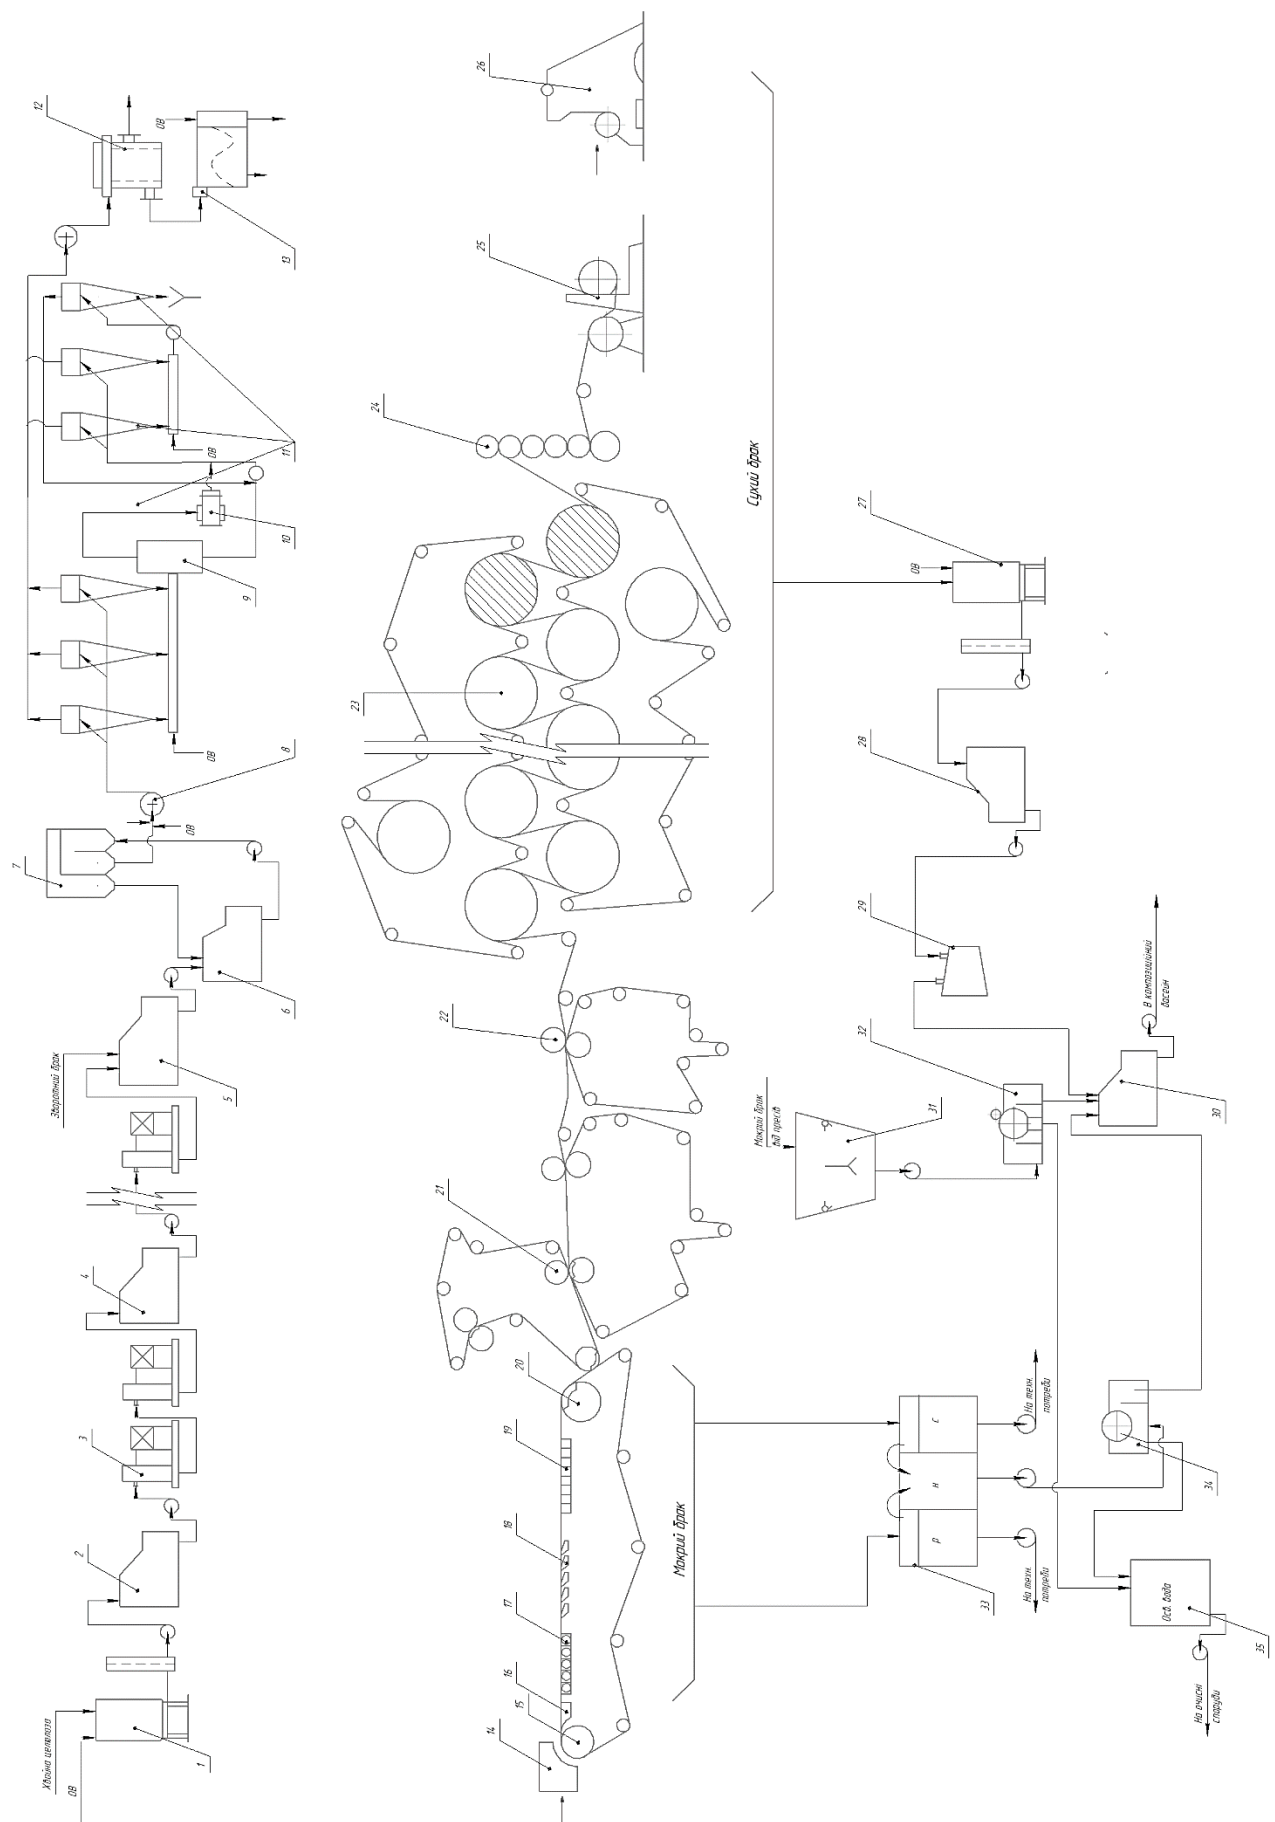 Хвойна целюлоза
ОВ
1
2
3
4
Зворотний брак
5
6
7
ОВ
8
ОВ
9
10
11
ОВ
12
ОВ
13
14
15
16
17
18
19
20
21
22
23
24
25
26
Мокрий брак
Сухий брак
ОВ
27
28
29
В композиційний
басейн
30
Мокрий брак
від пресів
31
32
Р
Н
С
33
На техн.
потреби
На техн.
потреби
34
Осв. вода
35
На очисні
споруди